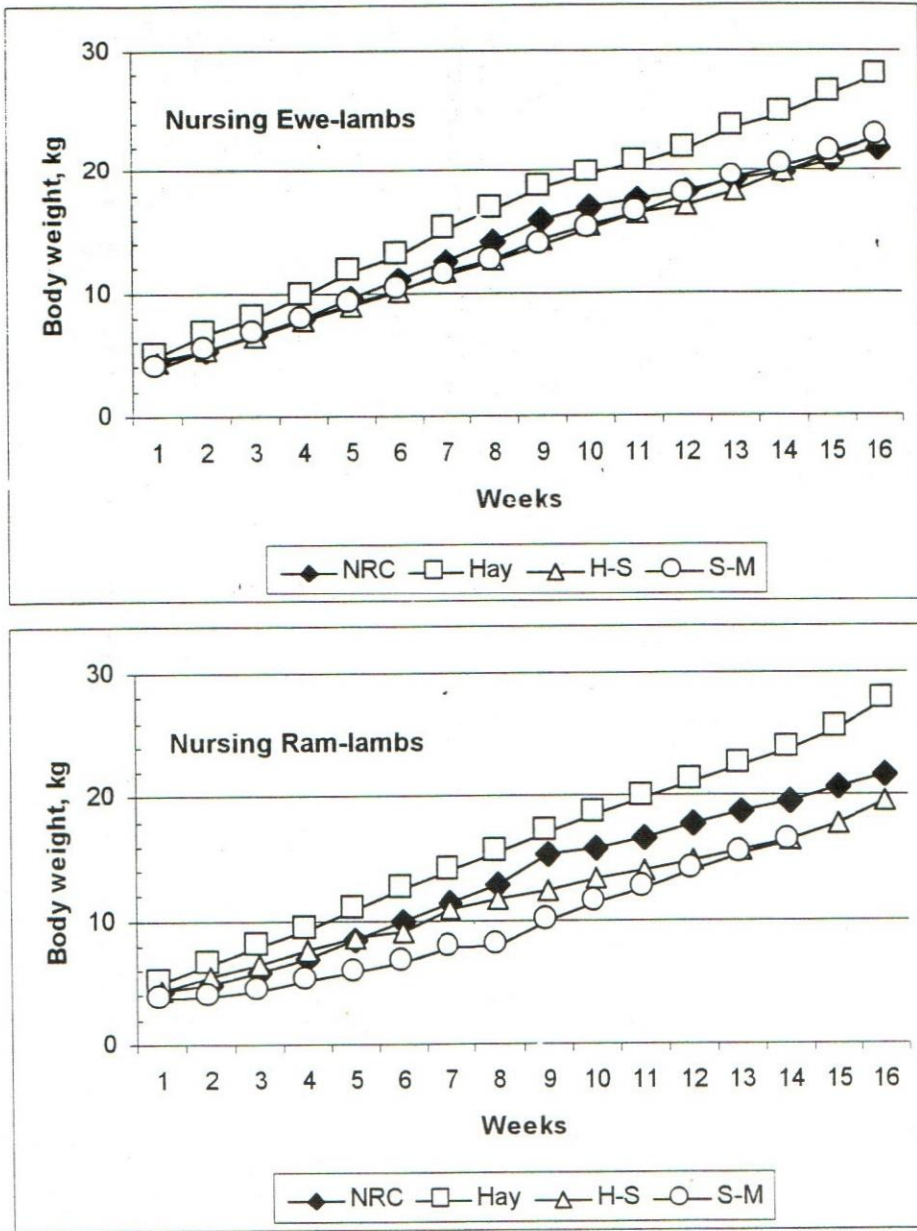 30
20
10
0
Body weight, kg
Nursing Ewe-lambs
1 2 3 4 5 6 7 8 9 10 11 12 13 14 15 16
Weeks
NRC Hay H-S S-M
30
20
10
0
Body weight, kg
Nursing Ram-lambs
1 2 3 4 5 6 7 8 9 10 11 12 13 14 15 16
Weeks
NRC Hay H-S S-M